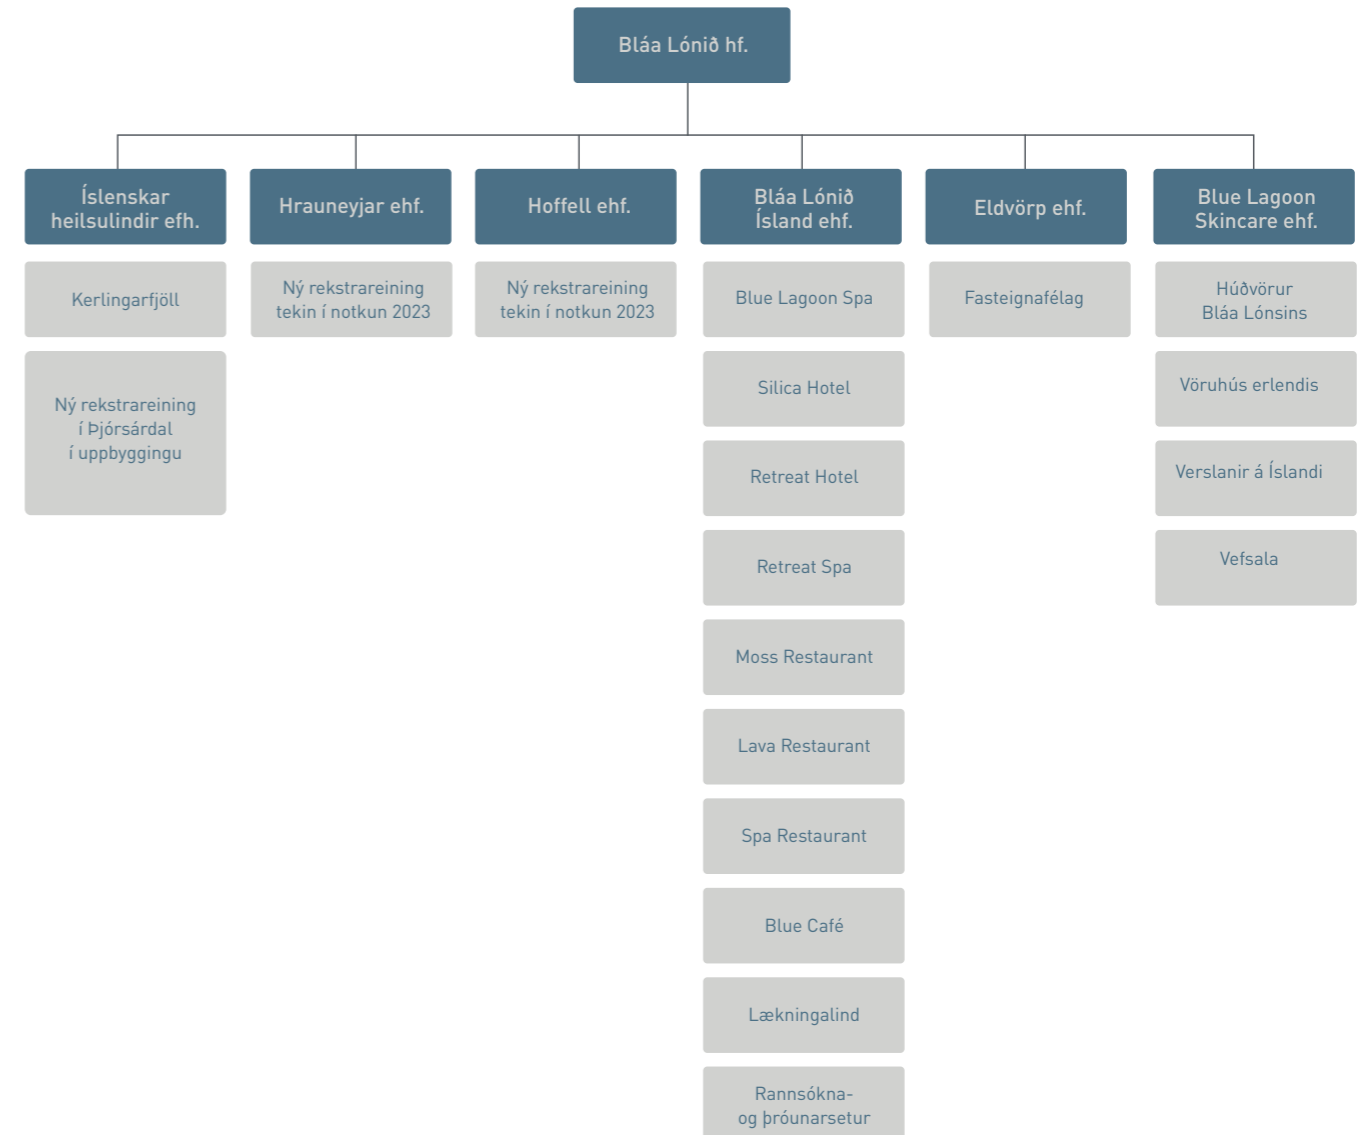 Bláa Lónið hf.
Íslenskar
heilsulindir efh.
Kerlingarfjöll
Ný rekstrareining
í Þjórsárdal
í uppbyggingu
Hrauneyjar ehf.
Ný rekstrareining
tekin í notkun 2023
Hoffell ehf.
Ný rekstrareining
tekin í notkun 2023
Bláa Lónið
Ísland ehf.
Blue Lagoon Spa
Silica Hotel
Retreat Hotel
Retreat Spa
Moss Restaurant
Lava Restaurant
Spa Restaurant
Blue Café
Lækningalind
Rannsókna-
og þróunarsetur
Eldvörp ehf.
Fasteignafélag
Blue Lagoon
Skincare ehf.
Húðvörur
Bláa Lónsins
Vöruhús erlendis
Verslanir á Íslandi
Vefsala